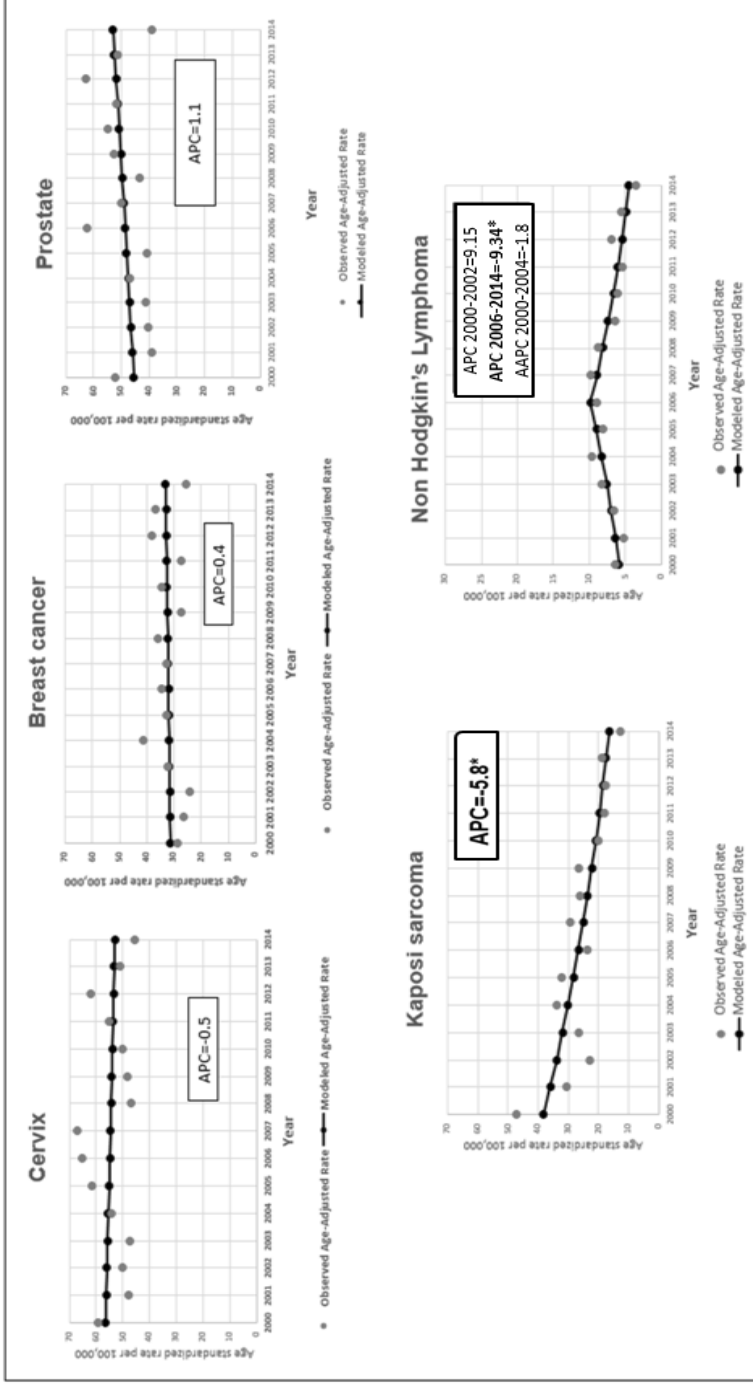 Cervix
Age stardardized rate per 100,000
70
60
50
40
30
20
10
0
2000 2001 2002 2003 2004 2005 2006 2007 2008 2009 2010 2011 2012 2013 2014
APC=-0.5
Year
Observed Age-Adjusted Rate Modeled Age-Adjusted Rate
Breast cancer
Age stardardized rate per 100,000
70
60
50
40
30
20
10
0
2000 2001 2002 2003 2004 2005 2006 2007 2008 2009 2010 2011 2012 2013 2014
APC=0.4
Year
Observed Age-Adjusted Rate Modeled Age-Adjusted Rate
Prostate
Age stardardized rate per 100,000
70
60
50
40
30
20
10
0
2000 2001 2002 2003 2004 2005 2006 2007 2008 2009 2010 2011 2012 2013 2014
APC=1.1
Year
Observed Age-Adjusted Rate
Modeled Age-Adjusted Rate
Kaposi sarcoma
Age stardardized rate per 100,000
70
60
50
40
30
20
10
0
2000 2001 2002 2003 2004 2005 2006 2007 2008 2009 2010 2011 2012 2013 2014
APC=-5.8*
Year
Observed Age-Adjusted Rate
Modeled Age-Adjusted Rate
Non Hodgkin's Lymphoma
Age stardardized rate per 100,000
30
25
20
15
10
5
0
2000 2001 2002 2003 2004 2005 2006 2007 2008 2009 2010 2011 2012 2013 2014
APC 2000-2002=9.15
APC 2006-2014=-9.34*
AAPC 2000-2004=-1.8
Year
Observed Age-Adjusted Rate
Modeled Age-Adjusted Rate